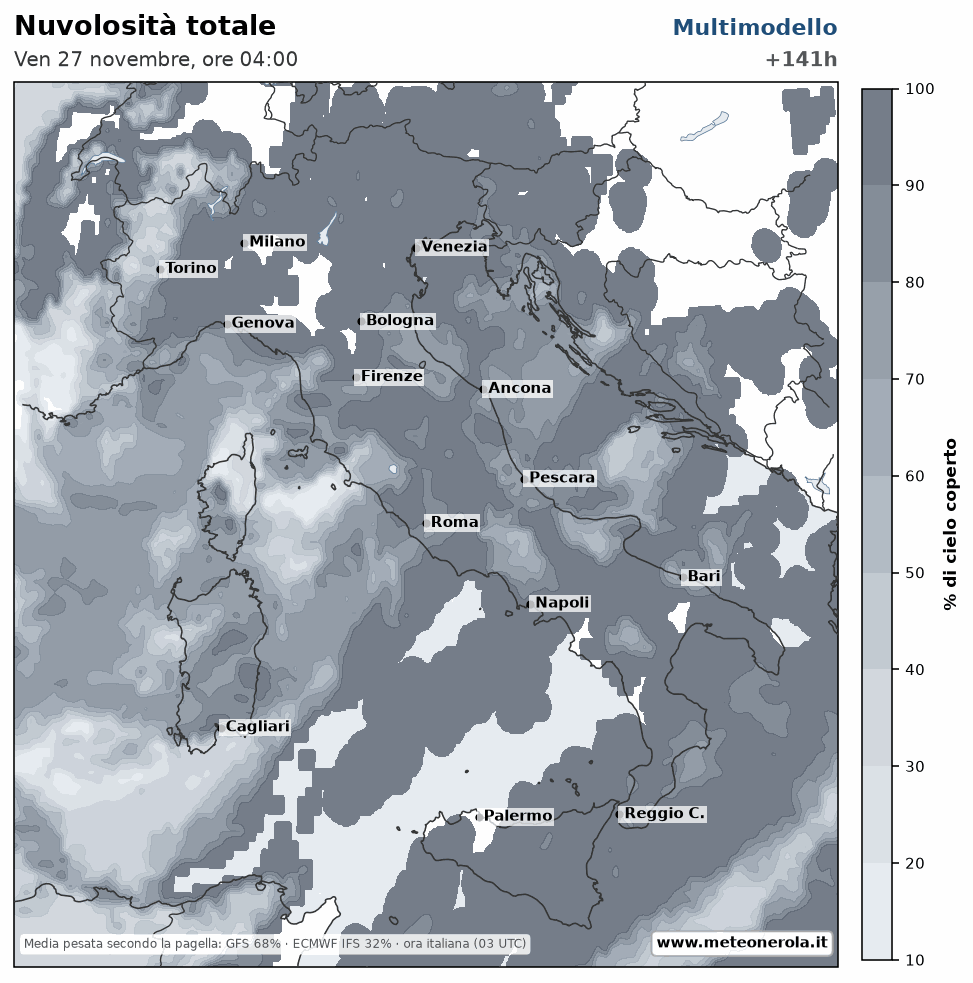 Nuvolosità totale
Multimodello
Ven 27 novembre, ore 04:00
+141h
100
90
80
70
60
50
40
30
20
10
% di cielo coperto
Milano
Venezia
Torino
Genova
Bologna
Firenze
Ancona
Pescara
Roma
Bari
Napoli
Cagliari
Palermo
Reggio C.
Media pesata secondo la pagella: GFS 68% · ECMWF IFS 32% · ora italiana (03 UTC)
www.meteonerola.it